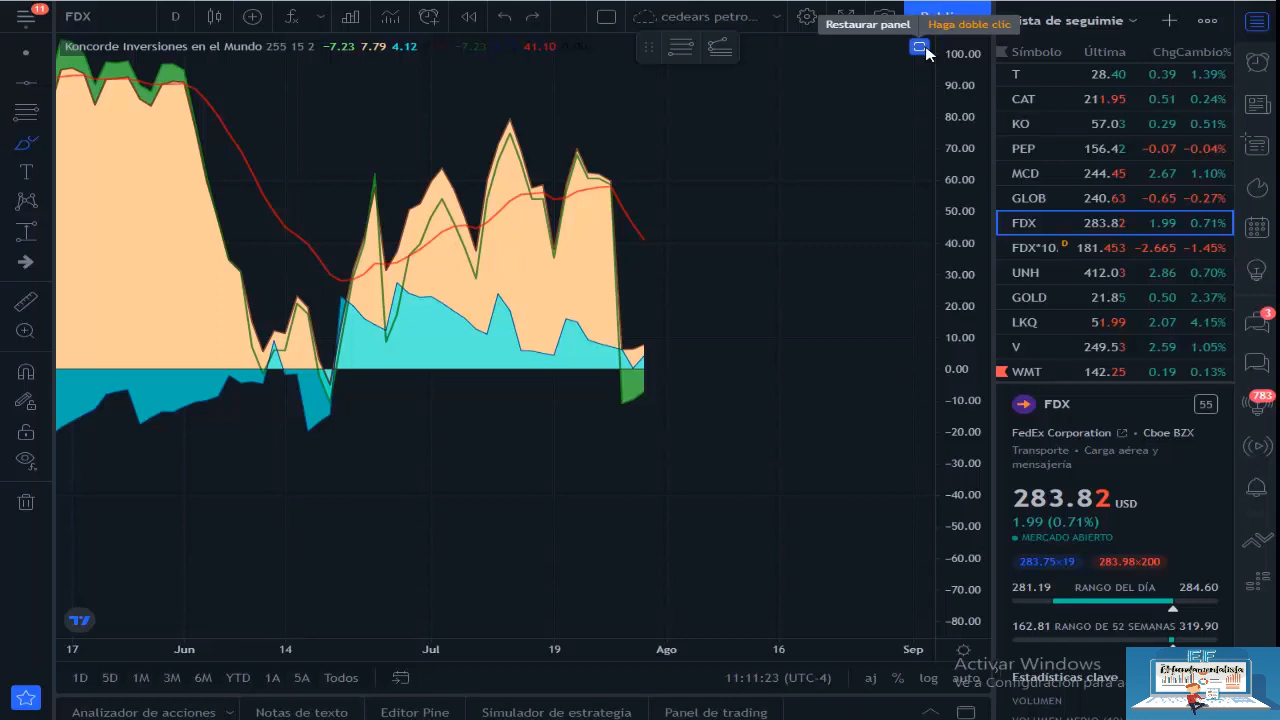 11
FDX
D
cedears petro...
Publicar
Restaurar panel
Haga doble clic
Lista de seguimie
Koncorde Inversiones en el Mundo 255 15 2 −7.23 7.79 4.12 −7.23 41.10
100.00
90.00
80.00
70.00
60.00
50.00
40.00
30.00
20.00
10.00
0.00
−10.00
−20.00
−30.00
−40.00
−50.00
−60.00
−70.00
−80.00
17
Jun
14
Jul
19
Ago
16
Sep
1D
5D
1M
3M
6M
YTD
1A
5A
Todos
11:11:23 (UTC-4)
aj
%
log
auto
Analizador de acciones
Notas de texto
Editor Pine
Simulador de estrategia
Panel de trading
Símbolo Última Chg Cambio%
T 28.40 0.39 1.39%
CAT 211.95 0.51 0.24%
KO 57.03 0.29 0.51%
PEP 156.42 −0.07 −0.04%
MCD 244.45 2.67 1.10%
GLOB 240.63 −0.65 −0.27%
FDX 283.82 1.99 0.71%
FDX*10. D 181.453 −2.665 −1.45%
UNH 412.03 2.86 0.70%
GOLD 21.85 0.50 2.37%
LKQ 51.99 2.07 4.15%
V 249.53 2.59 1.05%
WMT 142.25 0.19 0.13%
FDX
55
FedEx Corporation • Cboe BZX
Transporte • Carga aérea y
mensajería
283.82 USD
1.99 (0.71%)
MERCADO ABIERTO
283.75×19 283.98×200
281.19 RANGO DEL DÍA 284.60
162.81 RANGO DE 52 SEMANAS 319.90
Estadísticas clave
VOLUMEN
Activar Windows
Ve a Configuración para a
3
783
IEF